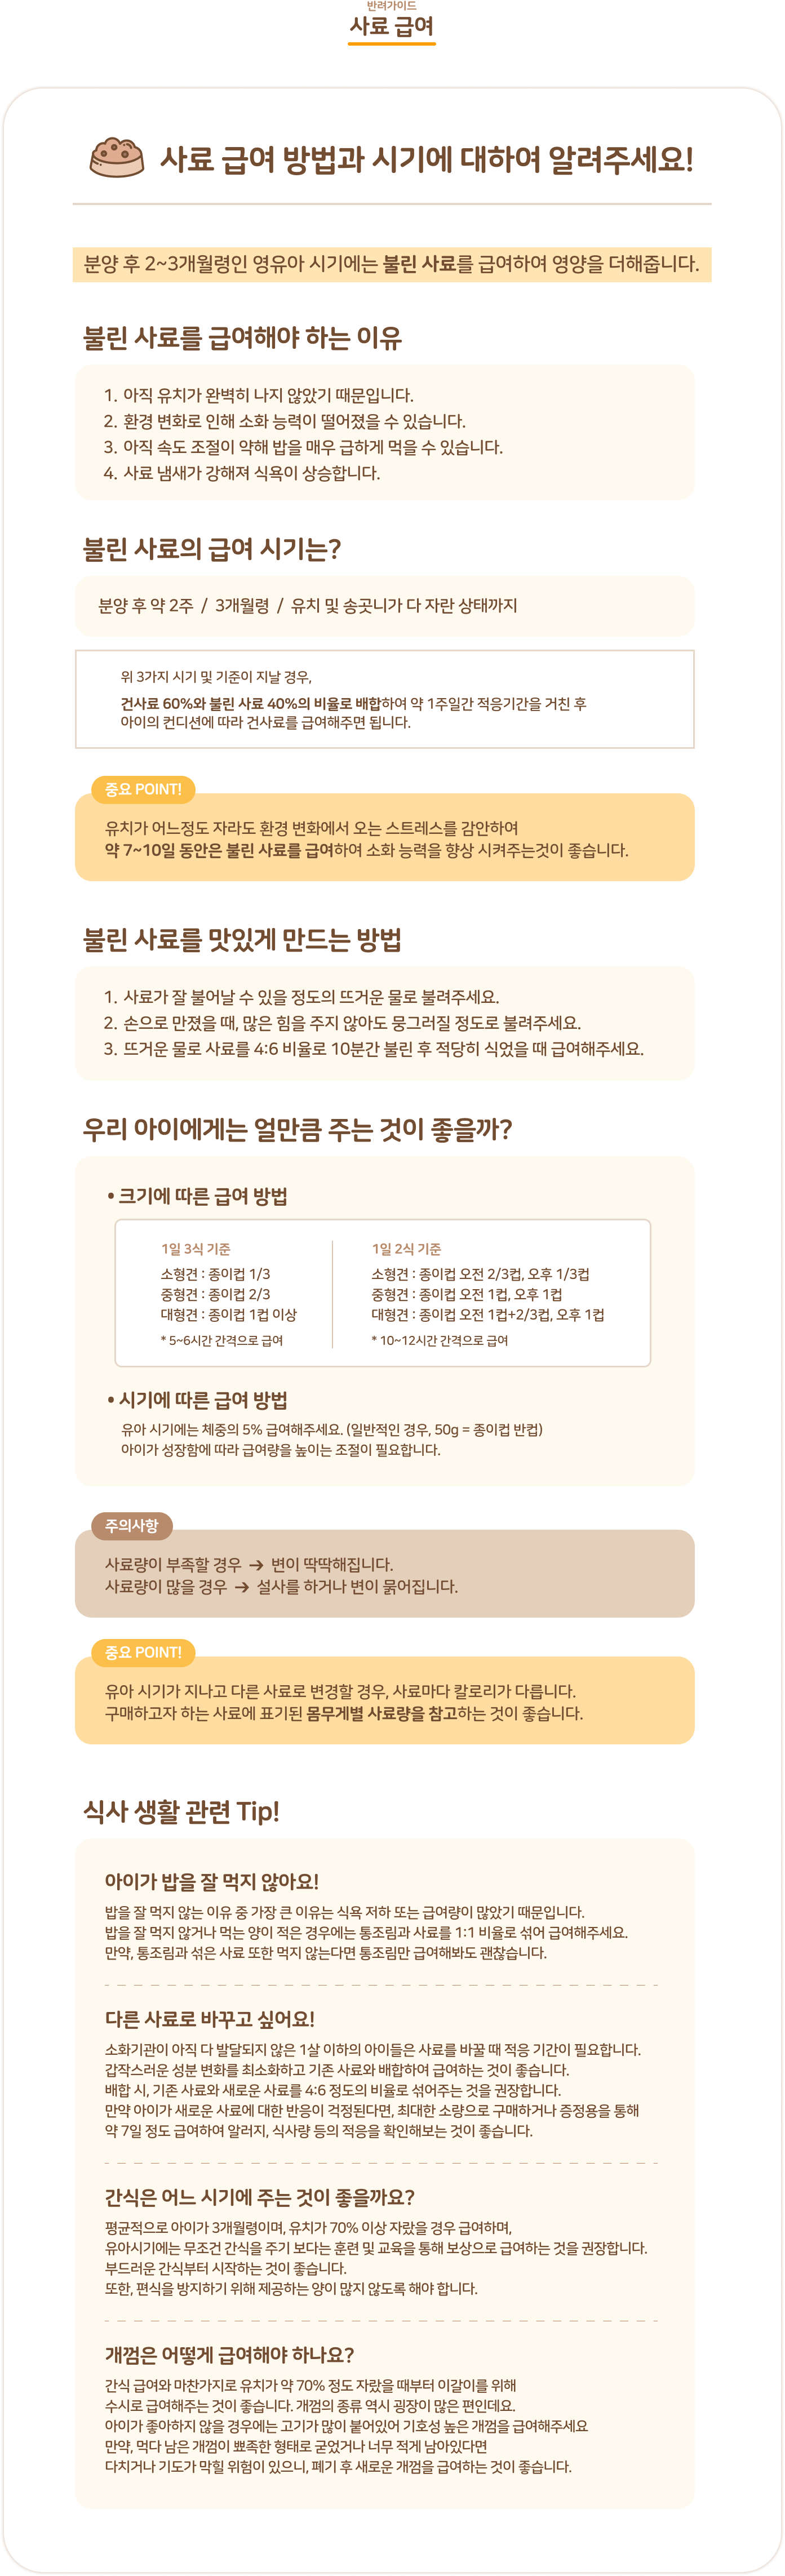 반려가이드
사료 급여
사료 급여 방법과 시기에 대하여 알려주세요!
분양 후 2~3개월령인 영유아 시기에는 불린 사료를 급여하여 영양을 더해줍니다.
불린 사료를 급여해야 하는 이유
1. 아직 유치가 완벽히 나지 않았기 때문입니다.
2. 환경 변화로 인해 소화 능력이 떨어졌을 수 있습니다.
3. 아직 속도 조절이 약해 밥을 매우 급하게 먹을 수 있습니다.
4. 사료 냄새가 강해져 식욕이 상승합니다.
불린 사료의 급여 시기는?
분양 후 약 2주 / 3개월령 / 유치 및 송곳니가 다 자란 상태까지
위 3가지 시기 및 기준이 지날 경우,
건사료 60%와 불린 사료 40%의 비율로 배합하여 약 1주일간 적응기간을 거친 후
아이의 컨디션에 따라 건사료를 급여해주면 됩니다.
중요 POINT!
유치가 어느정도 자라도 환경 변화에서 오는 스트레스를 감안하여
약 7~10일 동안은 불린 사료를 급여하여 소화 능력을 향상 시켜주는것이 좋습니다.
불린 사료를 맛있게 만드는 방법
1. 사료가 잘 불어날 수 있을 정도의 뜨거운 물로 불려주세요.
2. 손으로 만졌을 때, 많은 힘을 주지 않아도 뭉그러질 정도로 불려주세요.
3. 뜨거운 물로 사료를 4:6 비율로 10분간 불린 후 적당히 식었을 때 급여해주세요.
우리 아이에게는 얼만큼 주는 것이 좋을까?
• 크기에 따른 급여 방법
1일 3식 기준
소형견 : 종이컵 1/3
중형견 : 종이컵 2/3
대형견 : 종이컵 1컵 이상
* 5~6시간 간격으로 급여
1일 2식 기준
소형견 : 종이컵 오전 2/3컵, 오후 1/3컵
중형견 : 종이컵 오전 1컵, 오후 1컵
대형견 : 종이컵 오전 1컵+2/3컵, 오후 1컵
* 10~12시간 간격으로 급여
• 시기에 따른 급여 방법
유아 시기에는 체중의 5% 급여해주세요. (일반적인 경우, 50g = 종이컵 반컵)
아이가 성장함에 따라 급여량을 높이는 조절이 필요합니다.
주의사항
사료량이 부족할 경우 → 변이 딱딱해집니다.
사료량이 많을 경우 → 설사를 하거나 변이 묽어집니다.
중요 POINT!
유아 시기가 지나고 다른 사료로 변경할 경우, 사료마다 칼로리가 다릅니다.
구매하고자 하는 사료에 표기된 몸무게별 사료량을 참고하는 것이 좋습니다.
식사 생활 관련 Tip!
아이가 밥을 잘 먹지 않아요!
밥을 잘 먹지 않는 이유 중 가장 큰 이유는 식욕 저하 또는 급여량이 많았기 때문입니다.
밥을 잘 먹지 않거나 먹는 양이 적은 경우에는 통조림과 사료를 1:1 비율로 섞어 급여해주세요.
만약, 통조림과 섞은 사료 또한 먹지 않는다면 통조림만 급여해봐도 괜찮습니다.
다른 사료로 바꾸고 싶어요!
소화기관이 아직 다 발달되지 않은 1살 이하의 아이들은 사료를 바꿀 때 적응 기간이 필요합니다.
갑작스러운 성분 변화를 최소화하고 기존 사료와 배합하여 급여하는 것이 좋습니다.
배합 시, 기존 사료와 새로운 사료를 4:6 정도의 비율로 섞어주는 것을 권장합니다.
만약 아이가 새로운 사료에 대한 반응이 걱정된다면, 최대한 소량으로 구매하거나 증정용을 통해
약 7일 정도 급여하여 알러지, 식사량 등의 적응을 확인해보는 것이 좋습니다.
간식은 어느 시기에 주는 것이 좋을까요?
평균적으로 아이가 3개월령이며, 유치가 70% 이상 자랐을 경우 급여하며,
유아시기에는 무조건 간식을 주기 보다는 훈련 및 교육을 통해 보상으로 급여하는 것을 권장합니다.
부드러운 간식부터 시작하는 것이 좋습니다.
또한, 편식을 방지하기 위해 제공하는 양이 많지 않도록 해야 합니다.
개껌은 어떻게 급여해야 하나요?
간식 급여와 마찬가지로 유치가 약 70% 정도 자랐을 때부터 이갈이를 위해
수시로 급여해주는 것이 좋습니다. 개껌의 종류 역시 굉장이 많은 편인데요.
아이가 좋아하지 않을 경우에는 고기가 많이 붙어있어 기호성 높은 개껌을 급여해주세요
만약, 먹다 남은 개껌이 뾰족한 형태로 굳었거나 너무 적게 남아있다면
다치거나 기도가 막힐 위험이 있으니, 폐기 후 새로운 개껌을 급여하는 것이 좋습니다.